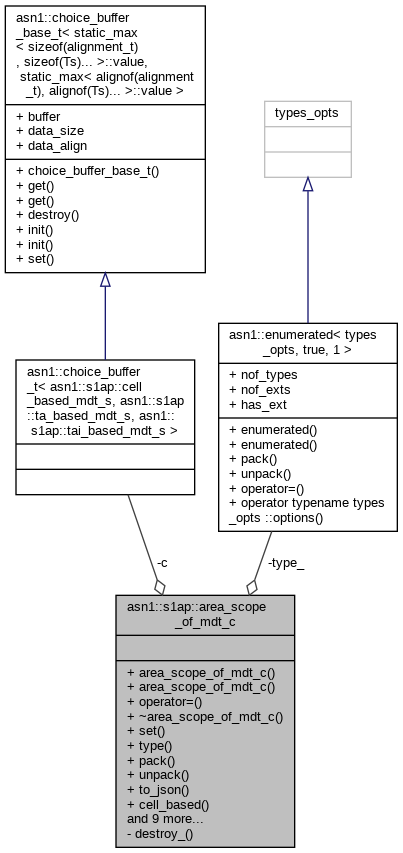 asn1::choice_buffer
_base_t< static_max
< sizeof(alignment_t)
, sizeof(Ts)... >::value,
static_max< alignof(alignment
_t), alignof(Ts)... >::value >
+ buffer
+ data_size
+ data_align
+ choice_buffer_base_t()
+ get()
+ get()
+ destroy()
+ init()
+ init()
+ set()
types_opts
asn1::choice_buffer
_t< asn1::s1ap::cell
_based_mdt_s, asn1::s1ap
::ta_based_mdt_s, asn1::
s1ap::tai_based_mdt_s >
asn1::enumerated< types
_opts, true, 1 >
+ nof_types
+ nof_exts
+ has_ext
+ enumerated()
+ enumerated()
+ pack()
+ unpack()
+ operator=()
+ operator typename types
_opts ::options()
-c
-type_
asn1::s1ap::area_scope
_of_mdt_c
+ area_scope_of_mdt_c()
+ area_scope_of_mdt_c()
+ operator=()
+ ~area_scope_of_mdt_c()
+ set()
+ type()
+ pack()
+ unpack()
+ to_json()
+ cell_based()
and 9 more...
- destroy_()